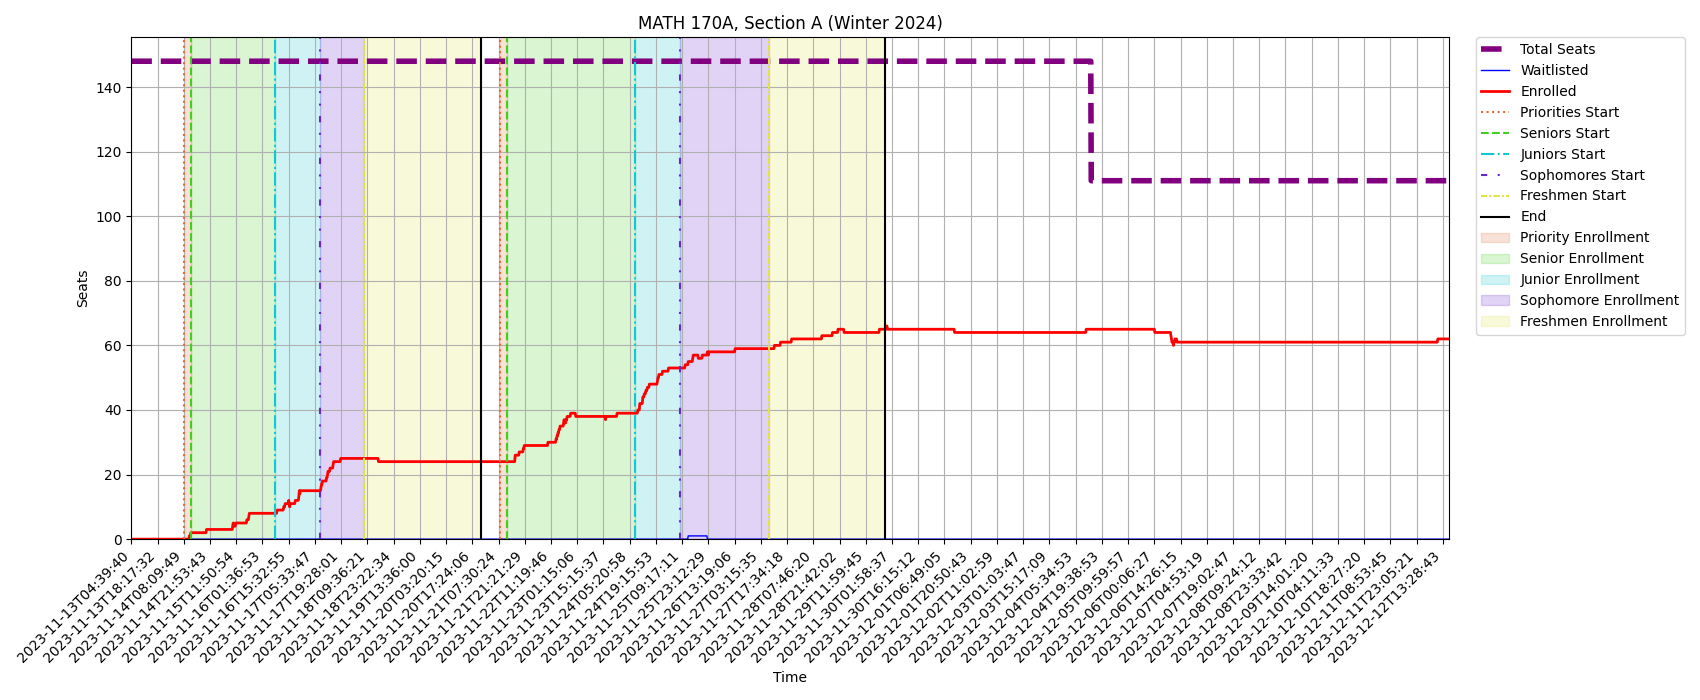 MATH 170A, Section A (Winter 2024)
Seats
140
120
100
80
60
40
20
0
2023-11-13T04:39:40
2023-11-13T18:17:32
2023-11-14T08:09:49
2023-11-14T21:53:43
2023-11-15T11:50:54
2023-11-16T01:36:53
2023-11-16T15:32:55
2023-11-17T05:33:47
2023-11-17T19:28:01
2023-11-18T09:36:21
2023-11-18T23:22:34
2023-11-19T13:36:00
2023-11-20T03:20:15
2023-11-20T17:24:06
2023-11-21T07:30:24
2023-11-21T21:21:29
2023-11-22T11:19:46
2023-11-23T01:15:06
2023-11-23T15:15:37
2023-11-24T05:20:58
2023-11-24T19:15:53
2023-11-25T09:17:11
2023-11-25T23:12:29
2023-11-26T13:19:06
2023-11-27T03:15:35
2023-11-27T17:34:18
2023-11-28T07:46:20
2023-11-28T21:42:02
2023-11-29T11:59:45
2023-11-30T01:58:37
2023-11-30T16:15:12
2023-12-01T06:49:05
2023-12-01T20:50:43
2023-12-02T11:02:59
2023-12-03T01:03:47
2023-12-03T15:17:09
2023-12-04T05:34:53
2023-12-04T19:38:53
2023-12-05T09:59:57
2023-12-06T00:06:27
2023-12-06T14:26:15
2023-12-07T04:53:19
2023-12-07T19:02:47
2023-12-08T09:24:12
2023-12-08T23:33:42
2023-12-09T14:01:20
2023-12-10T04:11:33
2023-12-10T18:27:20
2023-12-11T08:53:45
2023-12-11T23:05:21
2023-12-12T13:28:43
Time
Total Seats
Waitlisted
Enrolled
Priorities Start
Seniors Start
Juniors Start
Sophomores Start
Freshmen Start
End
Priority Enrollment
Senior Enrollment
Junior Enrollment
Sophomore Enrollment
Freshmen Enrollment